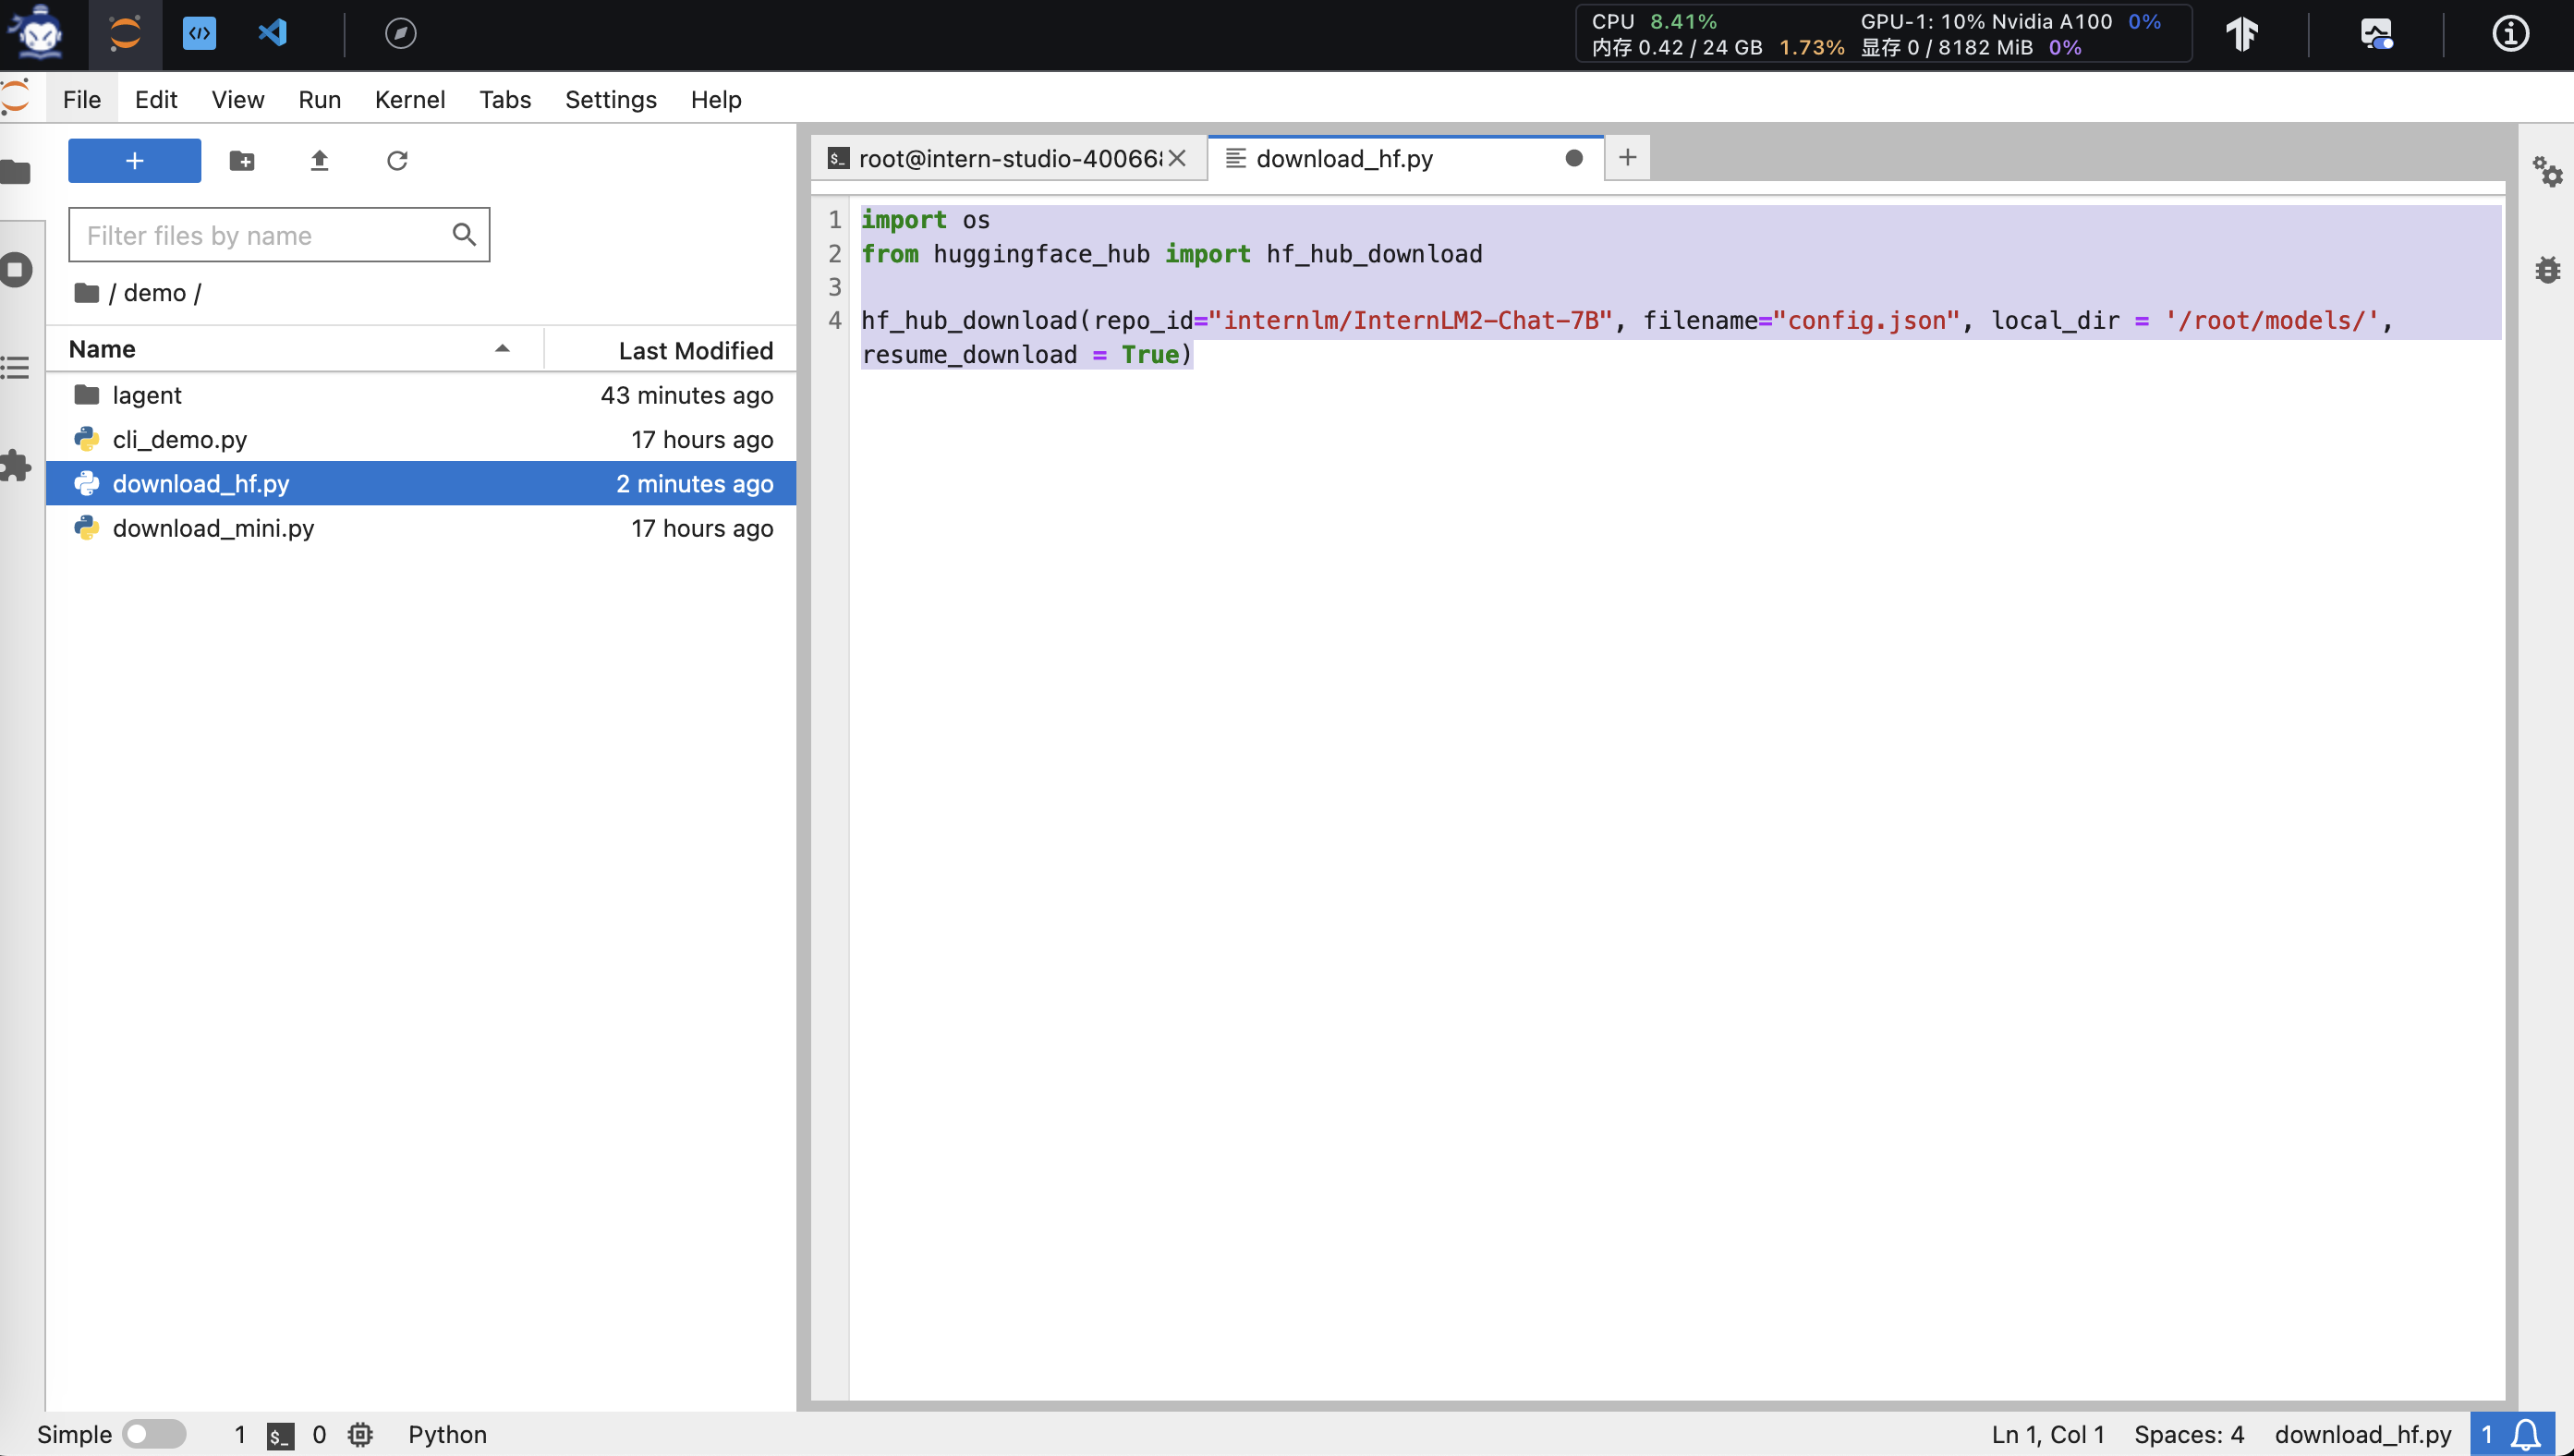 CPU 8.41% GPU-1: 10% Nvidia A100 0%
内存 0.42 / 24 GB 1.73% 显存 0 / 8182 MiB 0%
File Edit View Run Kernel Tabs Settings Help
+
root@intern-studio-40066
download_hf.py
Filter files by name
/ demo /
Name Last Modified
lagent 43 minutes ago
cli_demo.py 17 hours ago
download_hf.py 2 minutes ago
download_mini.py 17 hours ago
1 import os
2 from huggingface_hub import hf_hub_download
3
4 hf_hub_download(repo_id="internlm/InternLM2-Chat-7B", filename="config.json", local_dir = '/root/models/',
resume_download = True)
Simple 1 $_ 0 Python Ln 1, Col 1 Spaces: 4 download_hf.py 1